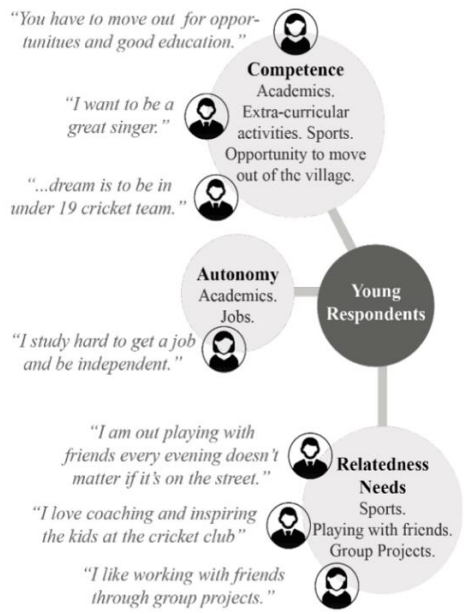 “You have to move out for oppor-
tunitues and good education.”
Competence
Academics.
Extra-curricular
activities. Sports.
Opportunity to move
out of the village.
“I want to be a
great singer.”
“...dream is to be in
under 19 cricket team.”
Autonomy
Academics.
Jobs.
Young
Respondents
“I study hard to get a job
and be independent.”
“I am out playing with
friends every evening doesn't
matter if it's on the street.”
Relatedness
Needs
Sports.
Playing with friends.
Group Projects.
“I love coaching and inspiring
the kids at the cricket club”
“I like working with friends
through group projects.”